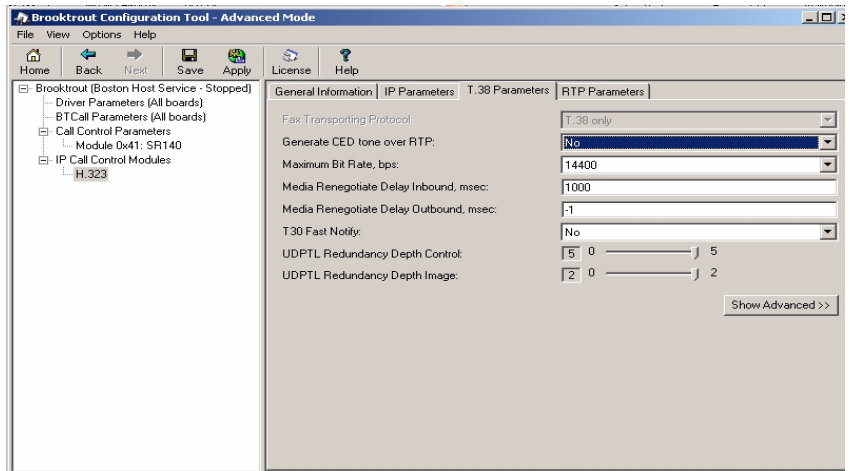 Brooktrout Configuration Tool - Advanced Mode
File View Options Help
Home Back Next Save Apply License Help
Brooktrout (Boston Host Service - Stopped)
Driver Parameters (All boards)
BTCall Parameters (All boards)
Call Control Parameters
Module 0x41: SR140
IP Call Control Modules
H.323
General Information IP Parameters T.38 Parameters RTP Parameters
Fax Transporting Protocol: T.38 only
Generate CED tone over RTP: No
Maximum Bit Rate, bps: 14400
Media Renegotiate Delay Inbound, msec: 1000
Media Renegotiate Delay Outbound, msec: -1
T30 Fast Notify: No
UDPTL Redundancy Depth Control: 5 0 5
UDPTL Redundancy Depth Image: 2 0 2
Show Advanced >>